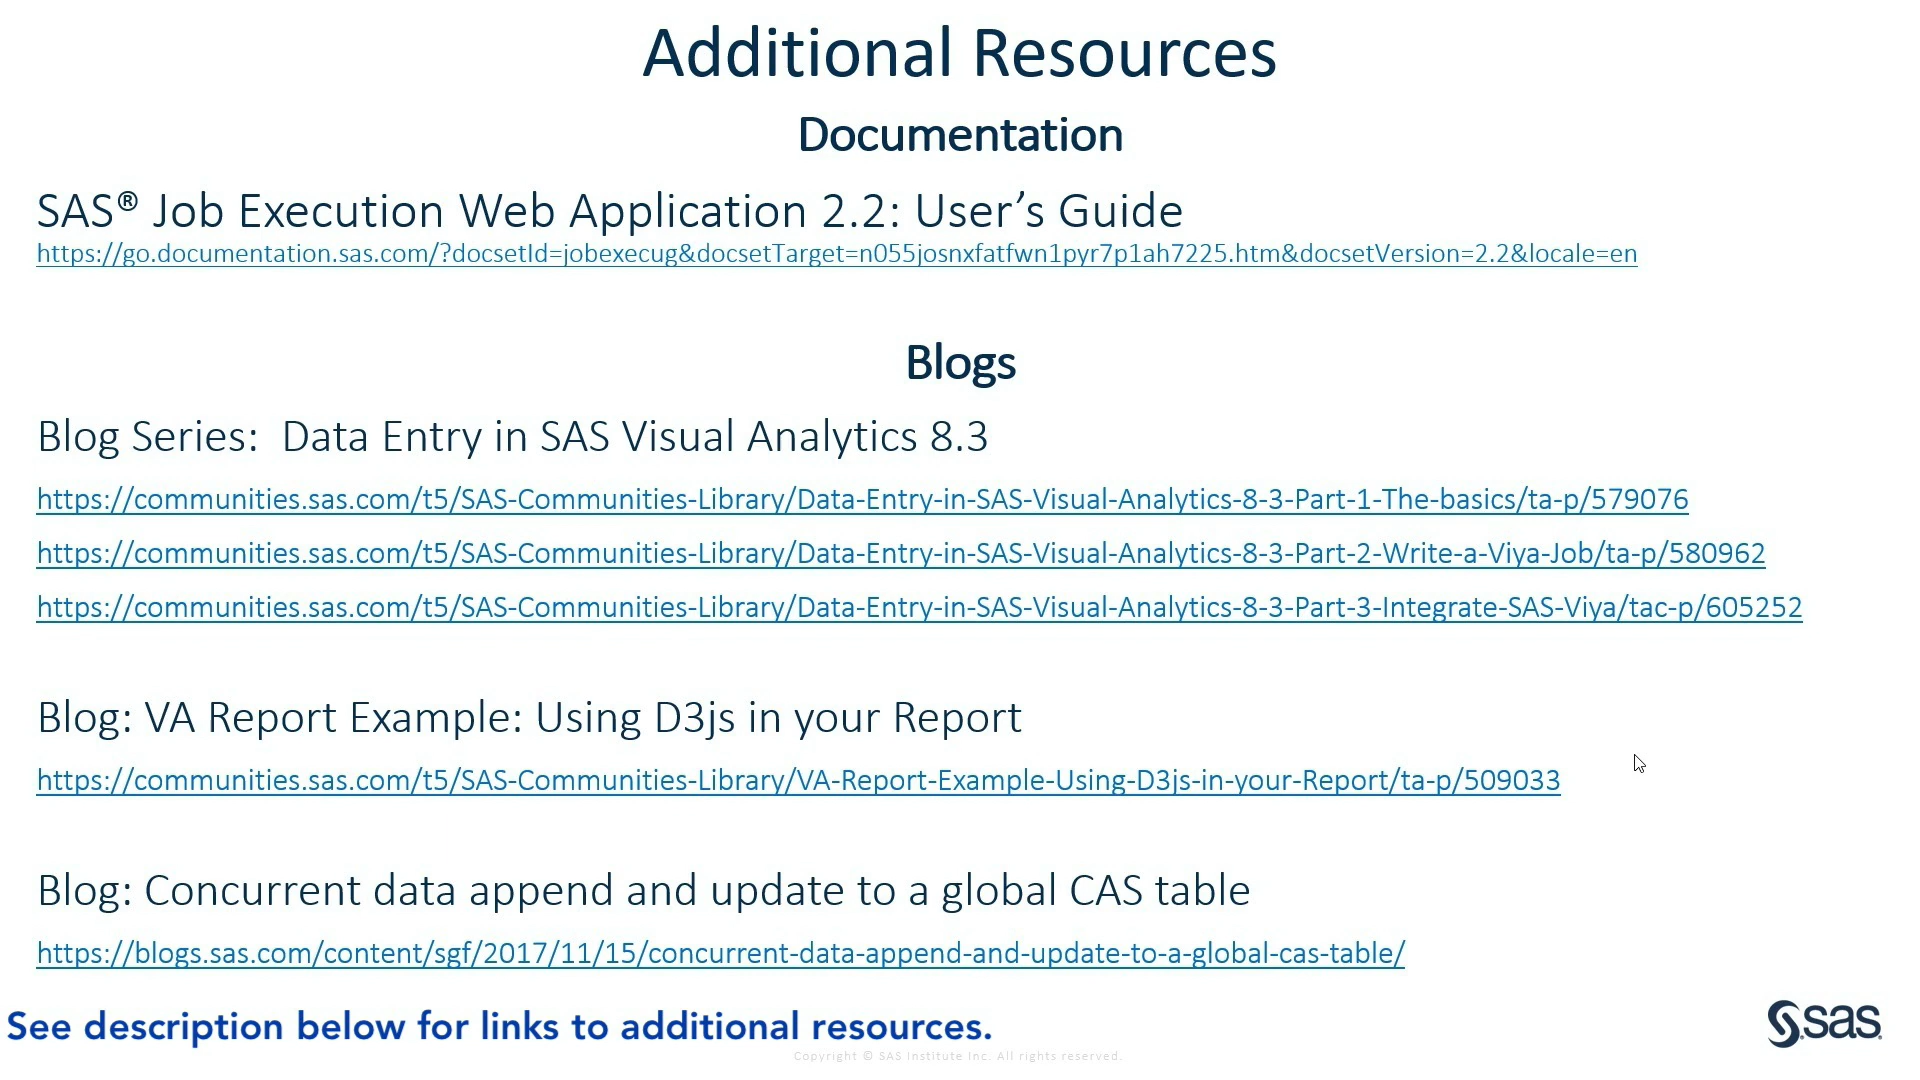 Additional Resources
Documentation
SAS® Job Execution Web Application 2.2: User’s Guide
https://go.documentation.sas.com/?docsetId=jobexecug&docsetTarget=n055josnxfatfwn1pyr7p1ah7225.htm&docsetVersion=2.2&locale=en
Blogs
Blog Series:  Data Entry in SAS Visual Analytics 8.3
https://communities.sas.com/t5/SAS-Communities-Library/Data-Entry-in-SAS-Visual-Analytics-8-3-Part-1-The-basics/ta-p/579076
https://communities.sas.com/t5/SAS-Communities-Library/Data-Entry-in-SAS-Visual-Analytics-8-3-Part-2-Write-a-Viya-Job/ta-p/580962
https://communities.sas.com/t5/SAS-Communities-Library/Data-Entry-in-SAS-Visual-Analytics-8-3-Part-3-Integrate-SAS-Viya/tac-p/605252
Blog: VA Report Example: Using D3js in your Report
https://communities.sas.com/t5/SAS-Communities-Library/VA-Report-Example-Using-D3js-in-your-Report/ta-p/509033
Blog: Concurrent data append and update to a global CAS table
https://blogs.sas.com/content/sgf/2017/11/15/concurrent-data-append-and-update-to-a-global-cas-table/
See description below for links to additional resources.
sas
Copyright © SAS Institute Inc. All rights reserved.